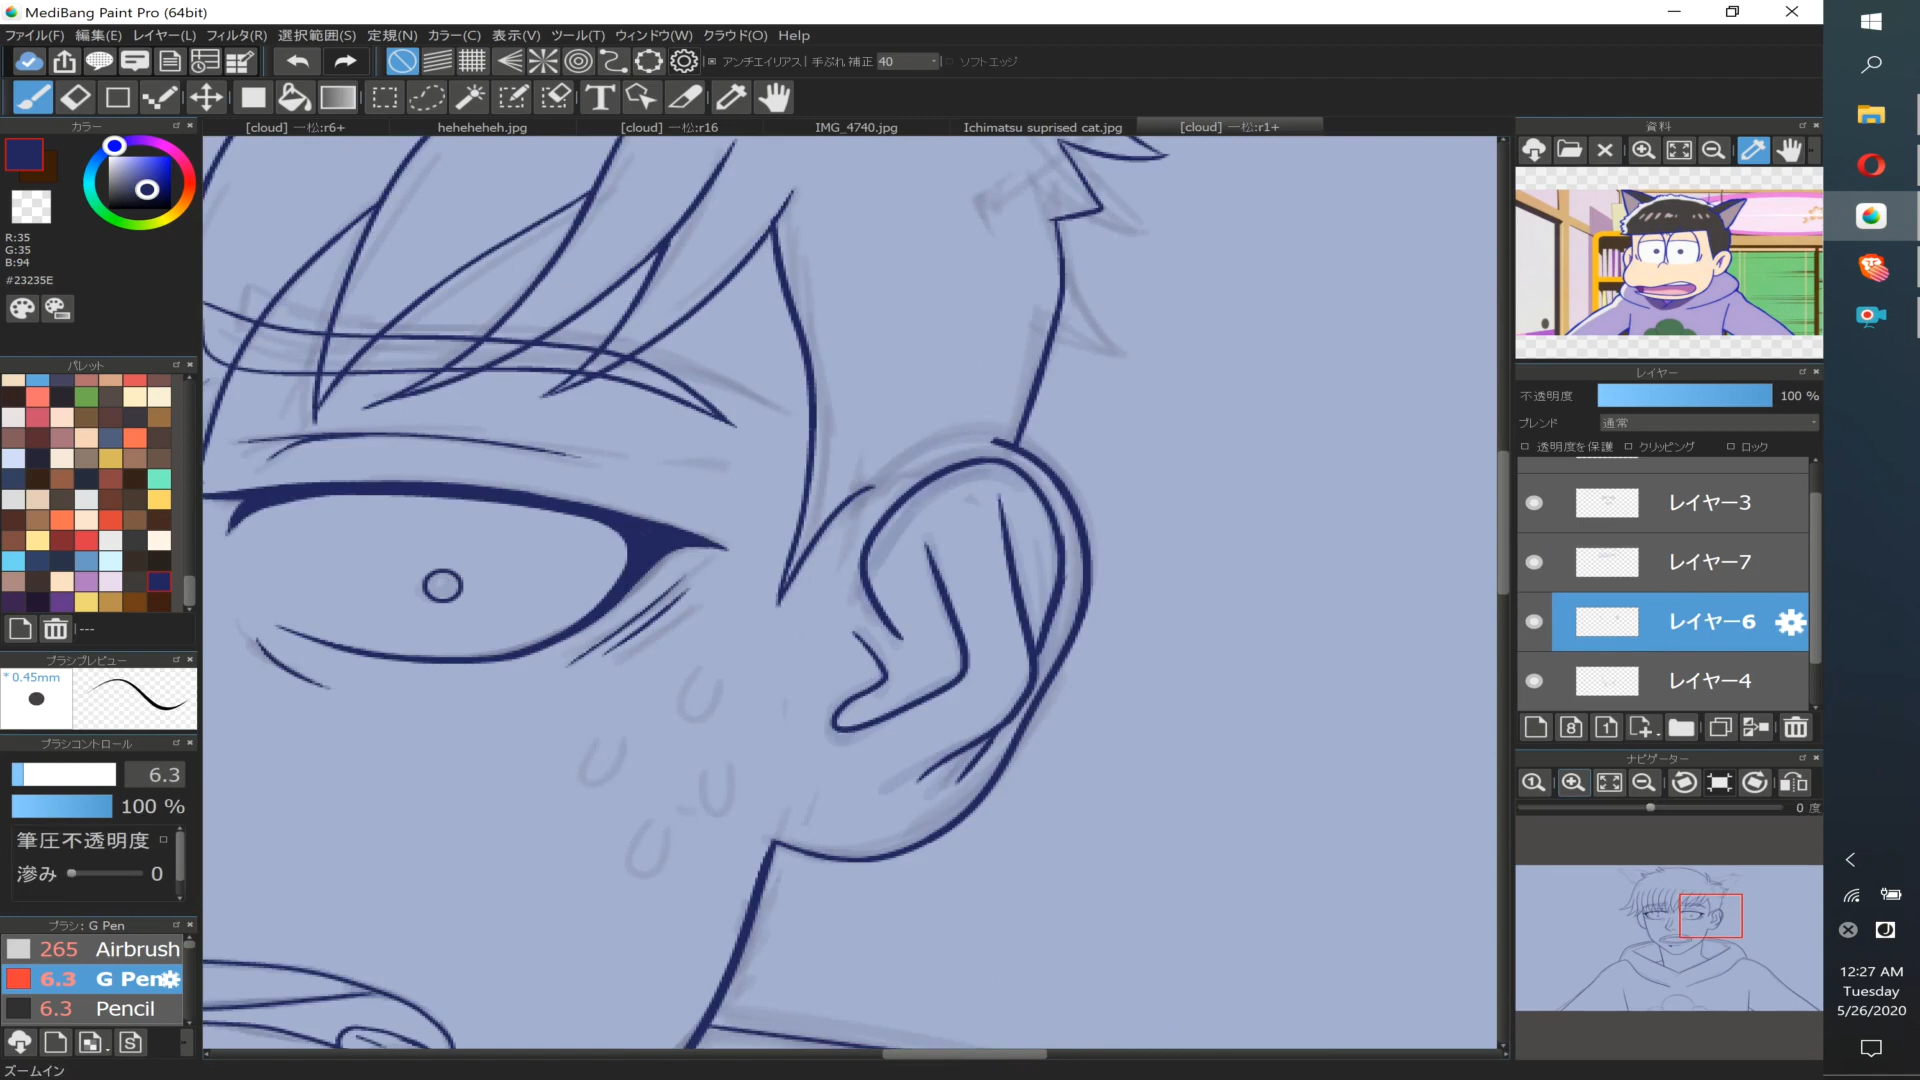 MediBang Paint Pro (64bit)
ファイル(F) 編集(E) レイヤー(L) フィルタ(R) 選択範囲(S) 定規(N) カラー(C) 表示(V) ツール(T) ウィンドウ(W) クラウド(O) Help
アンチエイリアス 手ぶれ補正 40 ソフトエッジ
カラー
[cloud] 一松:r6+ heheheheh.jpg [cloud] 一松:r16 IMG_4740.jpg Ichimatsu suprised cat.jpg [cloud] 一松:r1+
資料
R:35
G:35
B:94
#23235E
パレット
---
ブラシプレビュー
* 0.45mm
ブラシコントロール
6.3
100 %
筆圧不透明度
滲み 0
ブラシ: G Pen
265 Airbrush
6.3 G Pen
6.3 Pencil
ズームイン
レイヤー
不透明度 100 %
ブレンド 通常
透明度を保護 クリッピング ロック
レイヤー3
レイヤー7
レイヤー6
レイヤー4
8 1
ナビゲーター
0 度
12:27 AM
Tuesday
5/26/2020